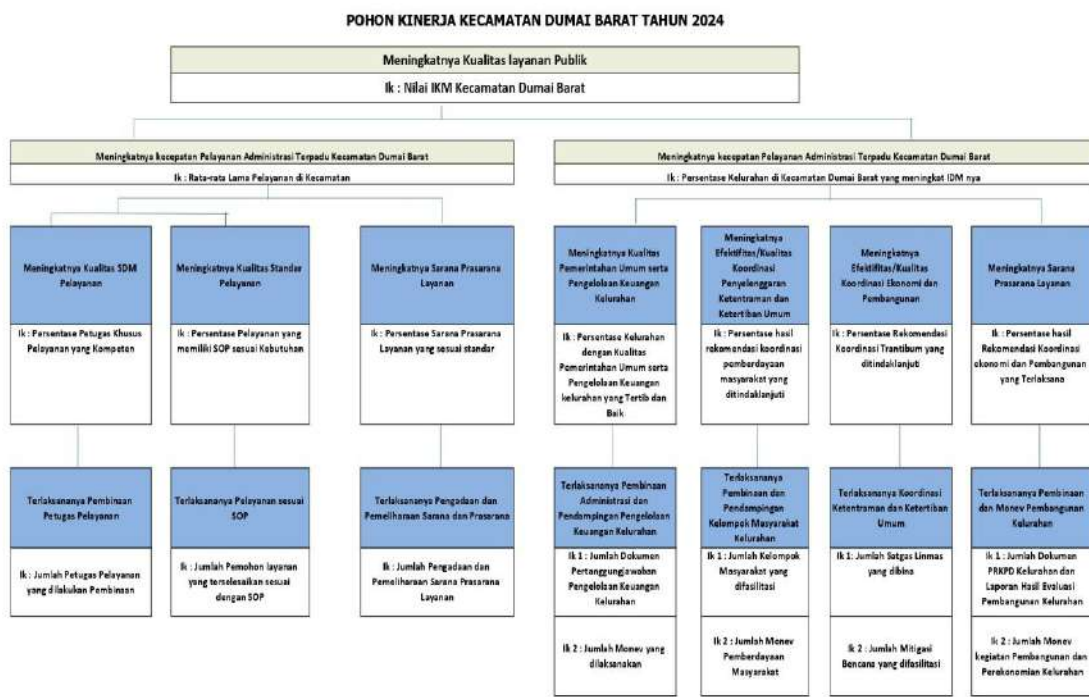 POHON KINERJA KECAMATAN DUMAI BARAT TAHUN 2024
Meningkatnya Kualitas layanan Publik
Ik : Nilai IKM Kecamatan Dumai Barat
Meningkatnya kecepatan Pelayanan Administrasi Terpadu Kecamatan Dumai Barat
Ik : Rata-rata Lama Pelayanan di Kecamatan
Meningkatnya kecepatan Pelayanan Administrasi Terpadu Kecamatan Dumai Barat
Ik : Persentase Kelurahan di Kecamatan Dumai Barat yang meningkat IDM nya
Meningkatnya Kualitas SDM
Pelayanan
Ik : Persentase Petugas Khusus
Pelayanan yang Kompeten
Meningkatnya Kualitas Standar
Pelayanan
Ik : Persentase Pelayanan yang
memiliki SOP sesuai Kebutuhan
Meningkatnya Sarana Prasarana
Layanan
Ik : Persentase Sarana Prasarana
Layanan yang sesuai standar
Meningkatnya Kualitas
Pemerintahan Umum serta
Pengelolaan Keuangan
Kelurahan
Ik : Persentase Kelurahan
dengan Kualitas
Pemerintahan Umum serta
Pengelolaan Keuangan
kelurahan yang Tertib dan
Baik
Meningkatnya
Efektifitas/Kualitas
Koordinasi
Penyelenggaran
Ketentraman dan
Ketertiban Umum
Ik : Persentase hasil
rekomendasi koordinasi
pemberdayaan
masyarakat yang
ditindaklanjuti
Meningkatnya
Efektifitas/Kualitas
Koordinasi Ekonomi dan
Pembangunan
Ik : Persentase Rekomendasi
Koordinasi Trantibum yang
ditindaklanjuti
Meningkatnya Sarana
Prasarana Layanan
Ik : Persentase hasil
Rekomendasi Koordinasi
ekonomi dan Pembangunan
yang Terlaksana
Terlaksananya Pembinaan
Petugas Pelayanan
Ik : Jumlah Petugas Pelayanan
yang dilakukan Pembinaan
Terlaksananya Pelayanan sesuai
SOP
Ik : Jumlah Pemohon layanan
yang terselesaikan sesuai
dengan SOP
Terlaksananya Pengadaan dan
Pemeliharaan Sarana dan Prasarana
Ik : Jumlah Pengadaan dan
Pemeliharaan Sarana Prasarana
Layanan
Terlaksananya Pembinaan
Administrasi dan
Pendampingan Pengelolaan
Keuangan Kelurahan
Ik 1 : Jumlah Dokumen
Pertanggungjawaban
Pengelolaan Keuangan
Kelurahan
Ik 2 : Jumlah Monev yang
dilaksanakan
Terlaksananya
Pembinaan dan
Pendampingan
Kelompok Masyarakat
Kelurahan
Ik 1 : Jumlah Kelompok
Masyarakat yang
difasilitasi
Ik 2 : Jumlah Monev
Pemberdayaan
Masyarakat
Terlaksananya Koordinasi
Ketentraman dan Ketertiban
Umum
Ik 1: Jumlah Satgas Linmas
yang dibina
Ik 2 : Jumlah Mitigasi
Bencana yang difasilitasi
Terlaksananya Pembinaan
dan Monev Pembangunan
Kelurahan
Ik 1 : Jumlah Dokumen
PRKPD Kelurahan dan
Laporan Hasil Evaluasi
Pembangunan Kelurahan
Ik 2 : Jumlah Monev
kegiatan Pembangunan dan
Perekonomian Kelurahan